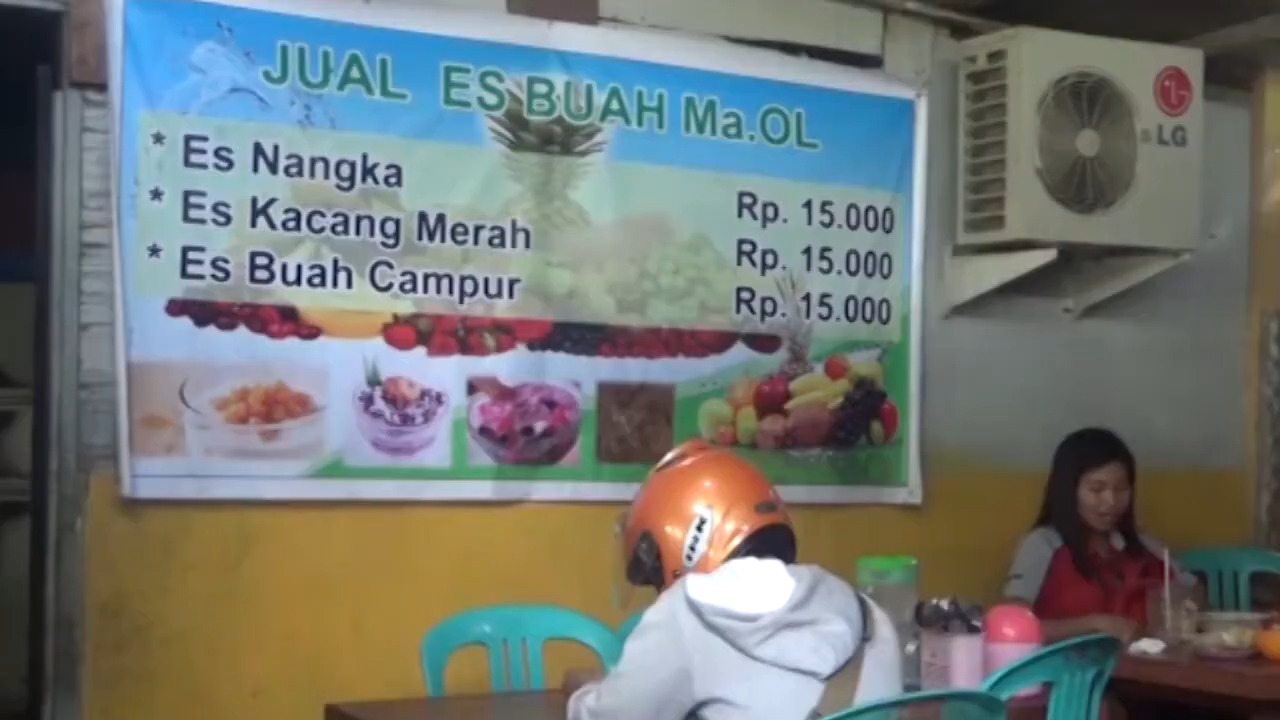 JUAL ES BUAH Ma.OL
* Es Nangka Rp. 15.000
* Es Kacang Merah Rp. 15.000
* Es Buah Campur Rp. 15.000
LG
INK